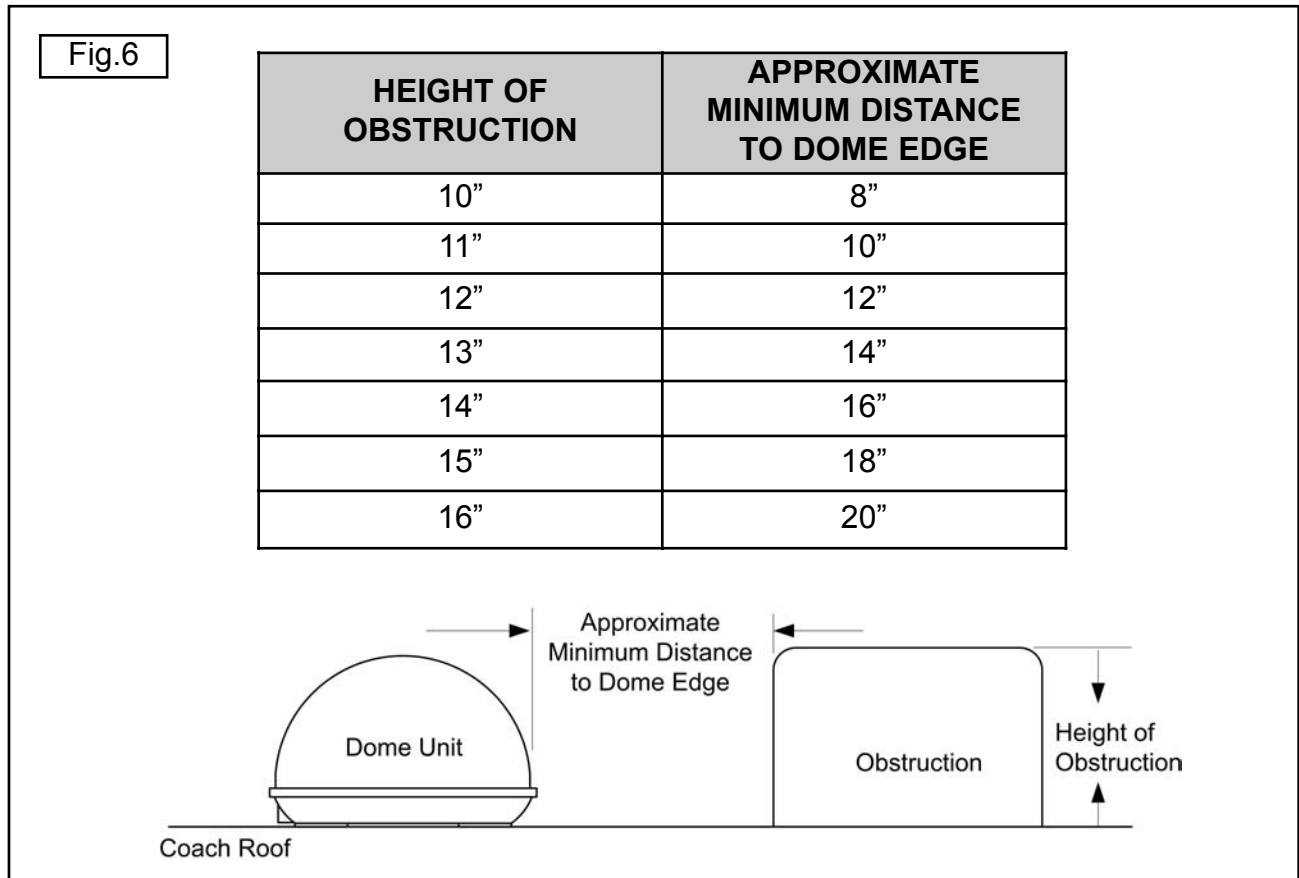 Fig.6
HEIGHT OF
OBSTRUCTION
APPROXIMATE
MINIMUM DISTANCE
TO DOME EDGE
10” 8”
11” 10”
12” 12”
13” 14”
14” 16”
15” 18”
16” 20”
Approximate
Minimum Distance
to Dome Edge
Dome Unit
Obstruction
Height of
Obstruction
Coach Roof